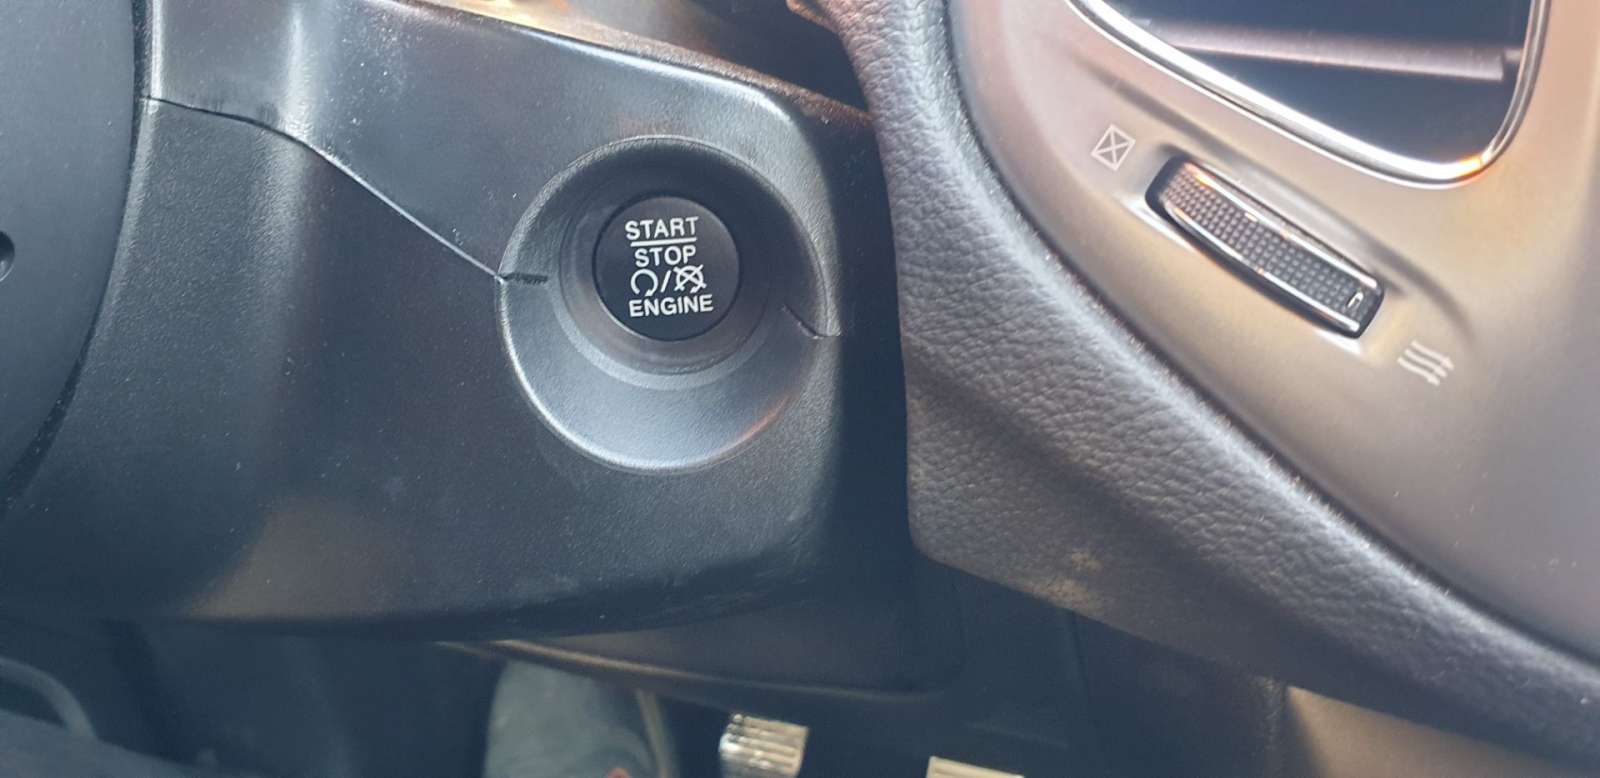 START
STOP
/
ENGINE